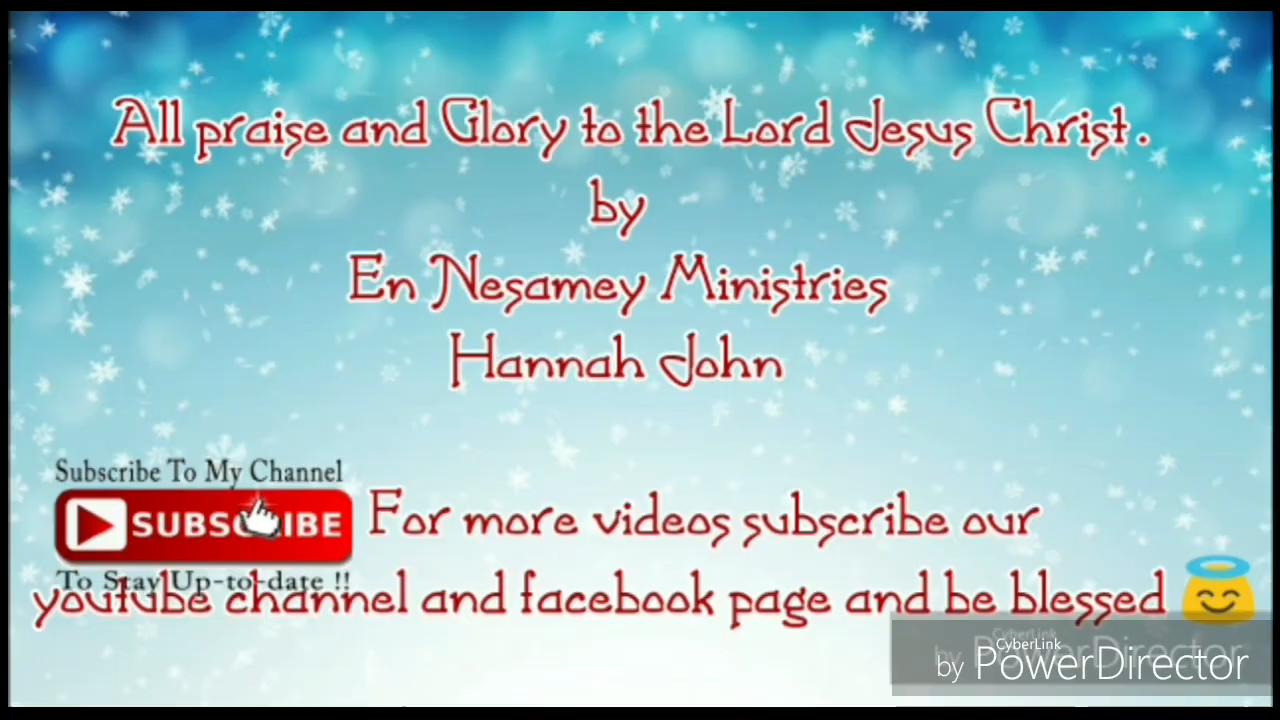 All praise and Glory to the Lord Jesus Christ .
by
En Nesamey Ministries
Hannah John
Subscribe To My Channel
SUBSCRIBE
To Stay Up-to-date !!
For more videos subscribe our
youtube channel and facebook page and be blessed 😇
CyberLink
by PowerDirector